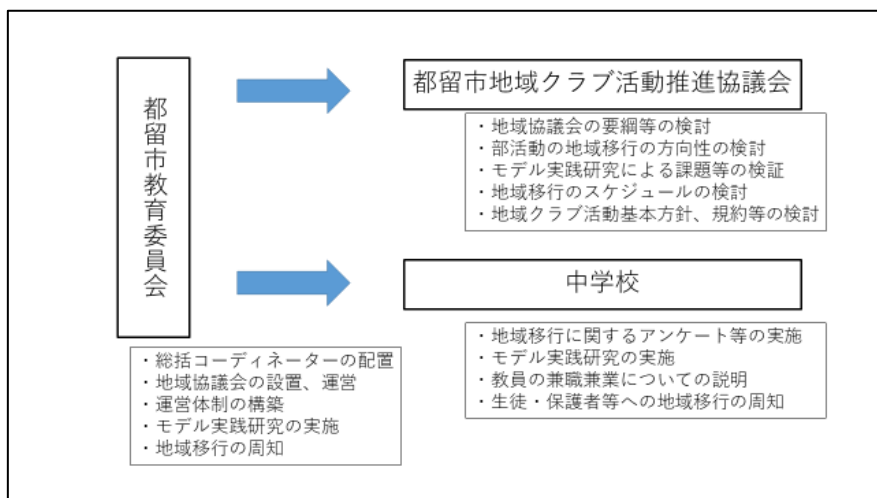 都留市教育委員会
・総括コーディネーターの配置
・地域協議会の設置、運営
・運営体制の構築
・モデル実践研究の実施
・地域移行の周知
都留市地域クラブ活動推進協議会
・地域協議会の要綱等の検討
・部活動の地域移行の方向性の検討
・モデル実践研究による課題等の検証
・地域移行のスケジュールの検討
・地域クラブ活動基本方針、規約等の検討
中学校
・地域移行に関するアンケート等の実施
・モデル実践研究の実施
・教員の兼職兼業についての説明
・生徒・保護者等への地域移行の周知